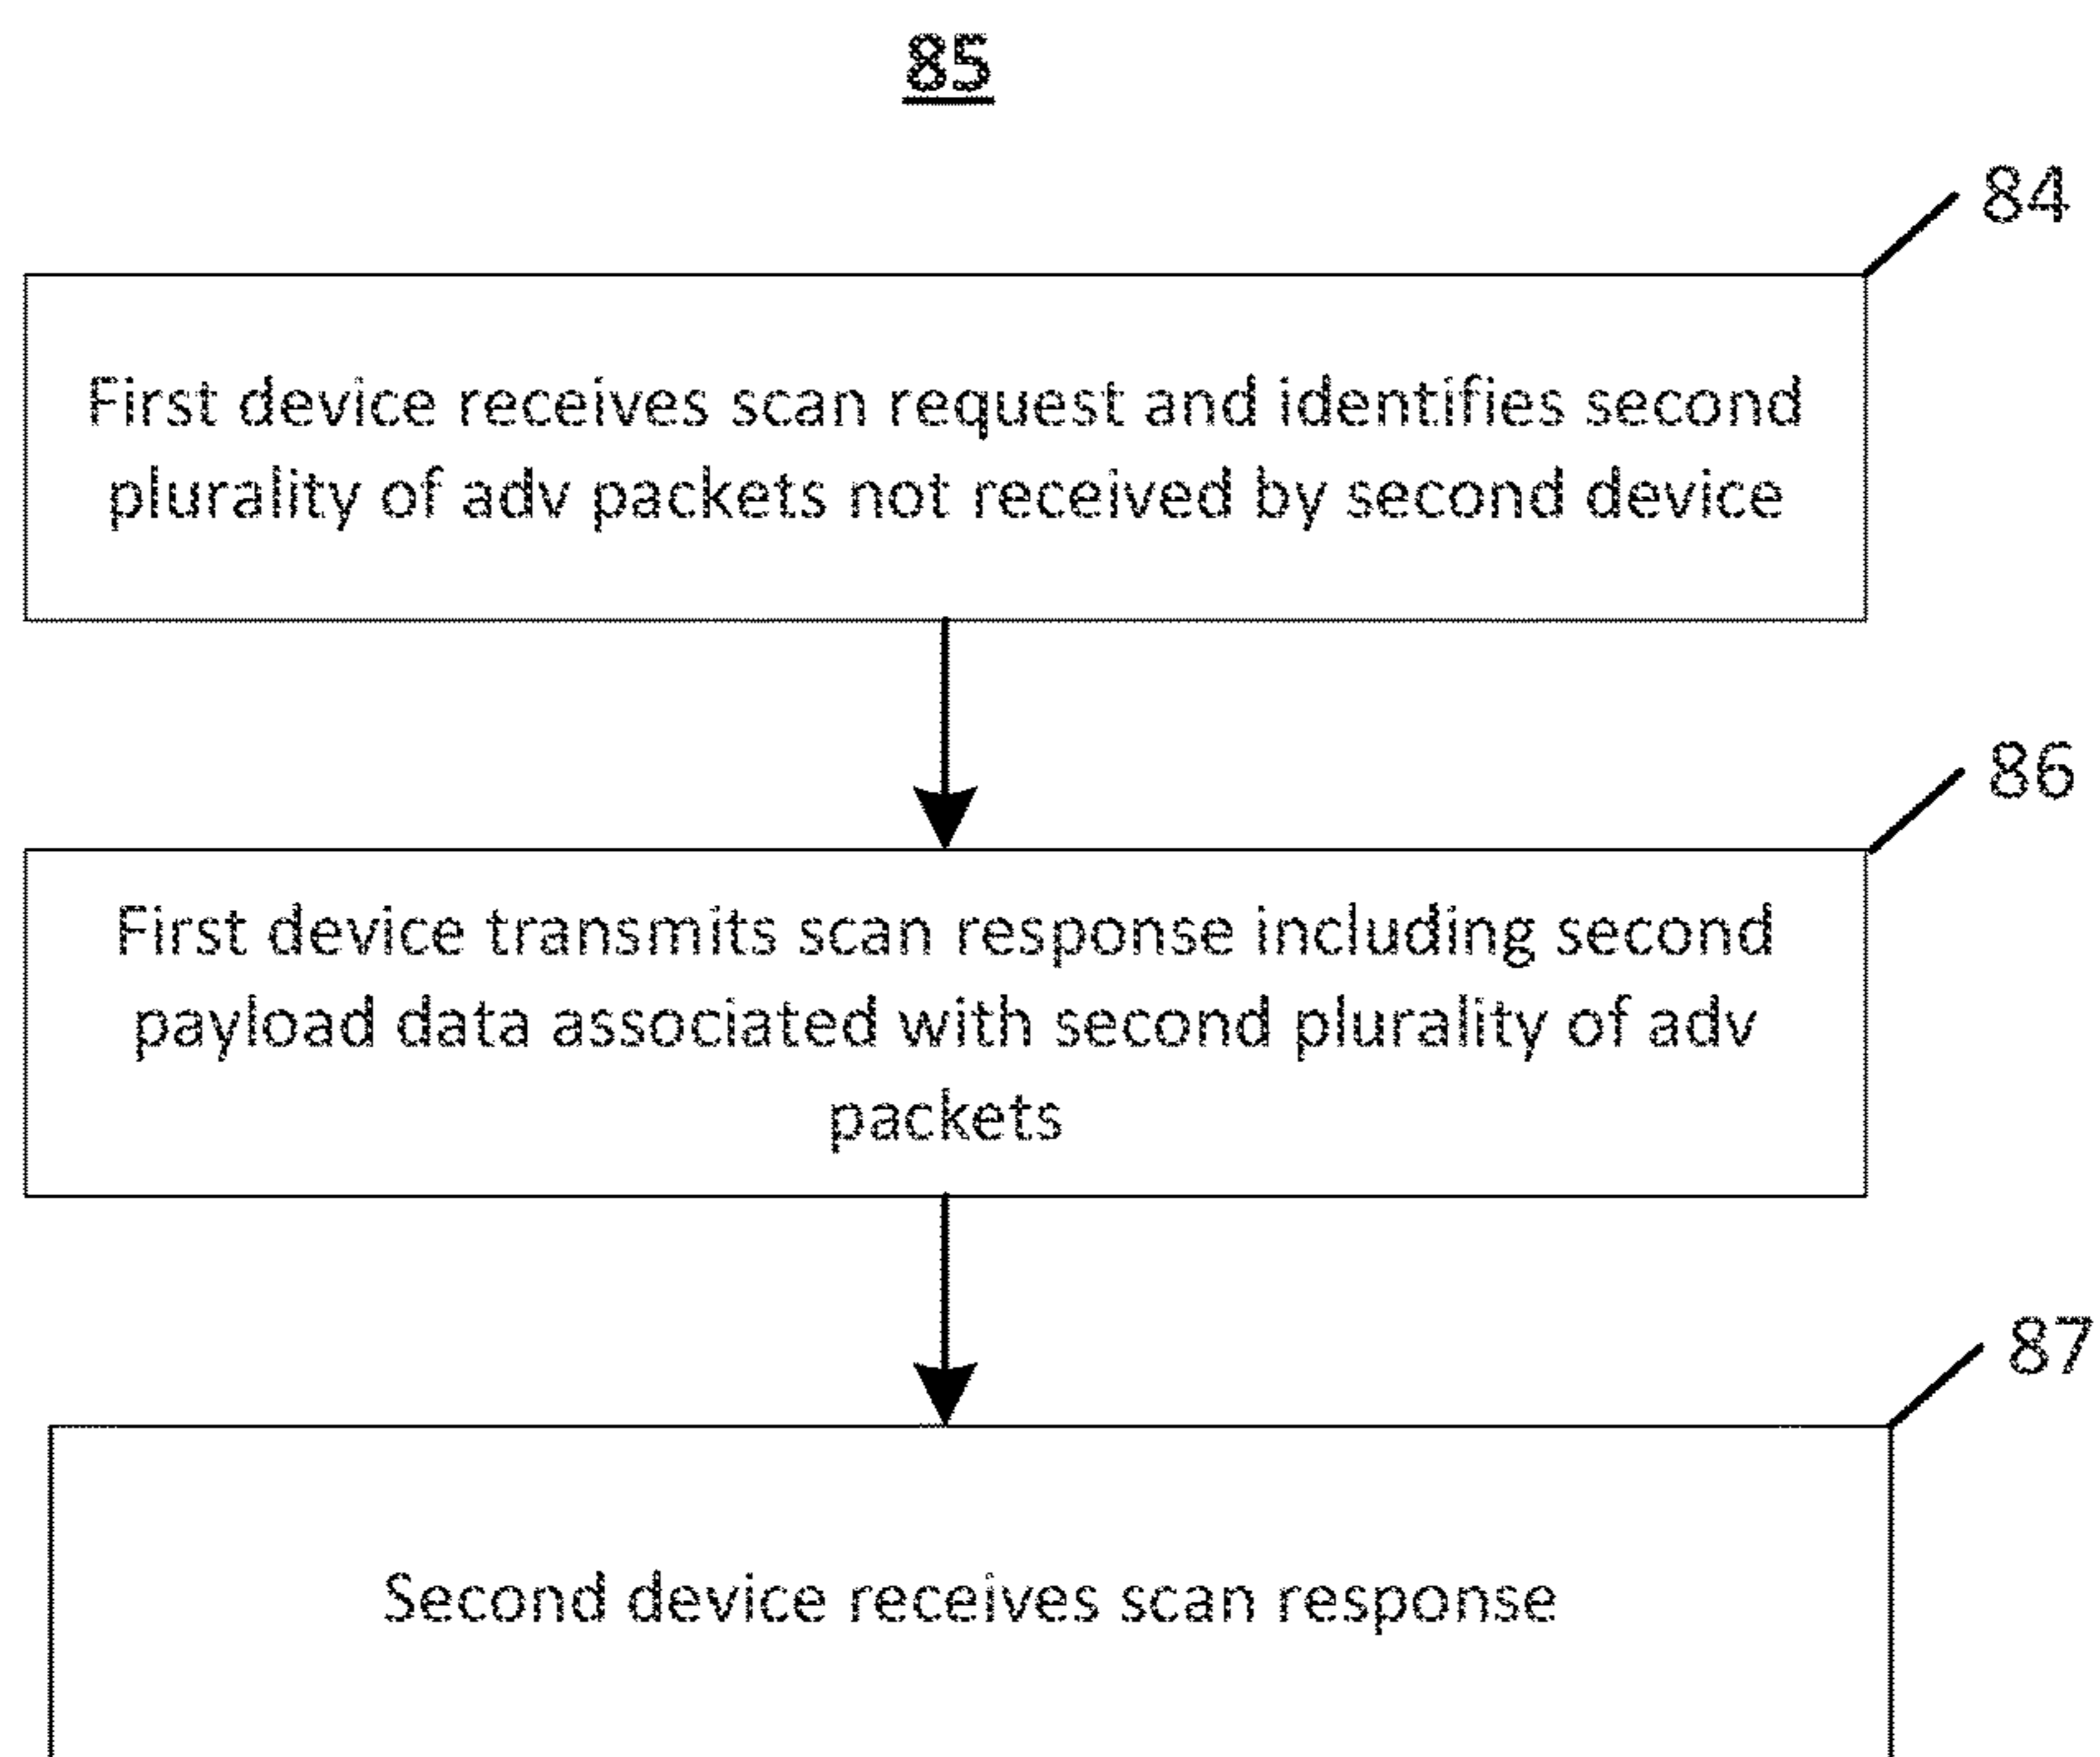 85
84
First device receives scan request and identifies second
plurality of adv packets not received by second device
86
First device transmits scan response including second
payload data associated with second plurality of adv
packets
87
Second device receives scan response